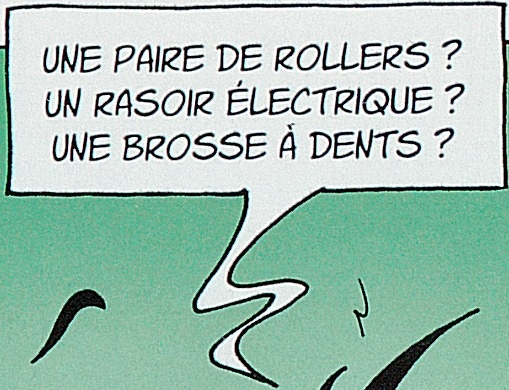 UNE PAIRE DE ROLLERS ?
UN RASOIR ÉLECTRIQUE ?
UNE BROSSE À DENTS ?